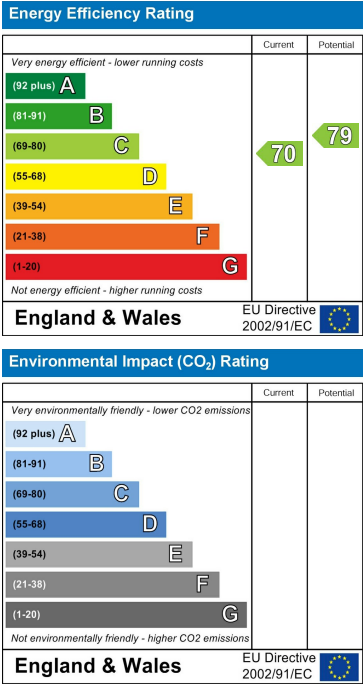 Energy Efficiency Rating
Current Potential
Very energy efficient - lower running costs
(92 plus) A
(81-91) B
(69-80) C
(55-68) D
(39-54) E
(21-38) F
(1-20) G
70
79
Not energy efficient - higher running costs
England & Wales
EU Directive
2002/91/EC
Environmental Impact (CO₂) Rating
Current Potential
Very environmentally friendly - lower CO2 emissions
(92 plus) A
(81-91) B
(69-80) C
(55-68) D
(39-54) E
(21-38) F
(1-20) G
Not environmentally friendly - higher CO2 emissions
England & Wales
EU Directive
2002/91/EC